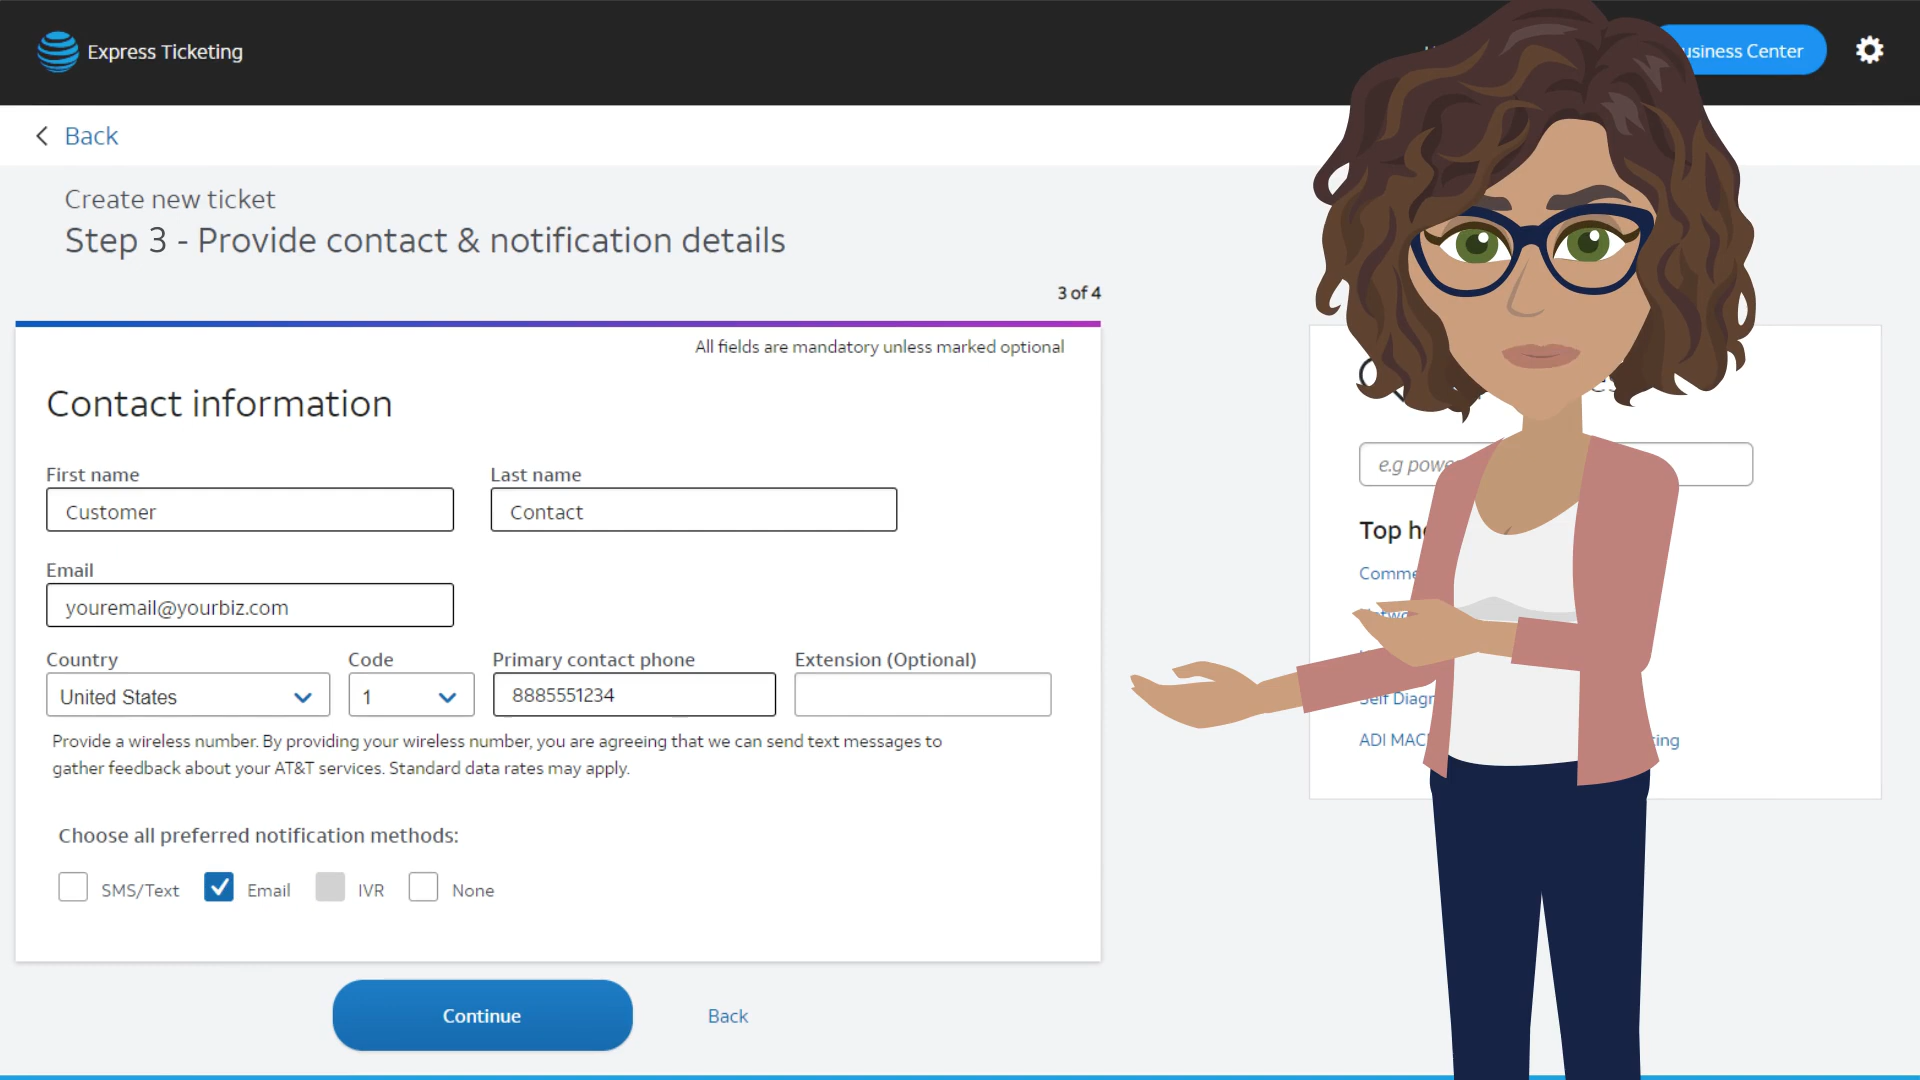 Express Ticketing
usiness Center
Back
Create new ticket
Step 3 - Provide contact & notification details
3 of 4
All fields are mandatory unless marked optional
Contact information
First name
Last name
Customer
Contact
Email
youremail@yourbiz.com
Country
Code
Primary contact phone
Extension (Optional)
United States
1
8885551234
Provide a wireless number. By providing your wireless number, you are agreeing that we can send text messages to
gather feedback about your AT&T services. Standard data rates may apply.
Choose all preferred notification methods:
SMS/Text
Email
IVR
None
Continue
Back
e.g
Top
Self
ADI